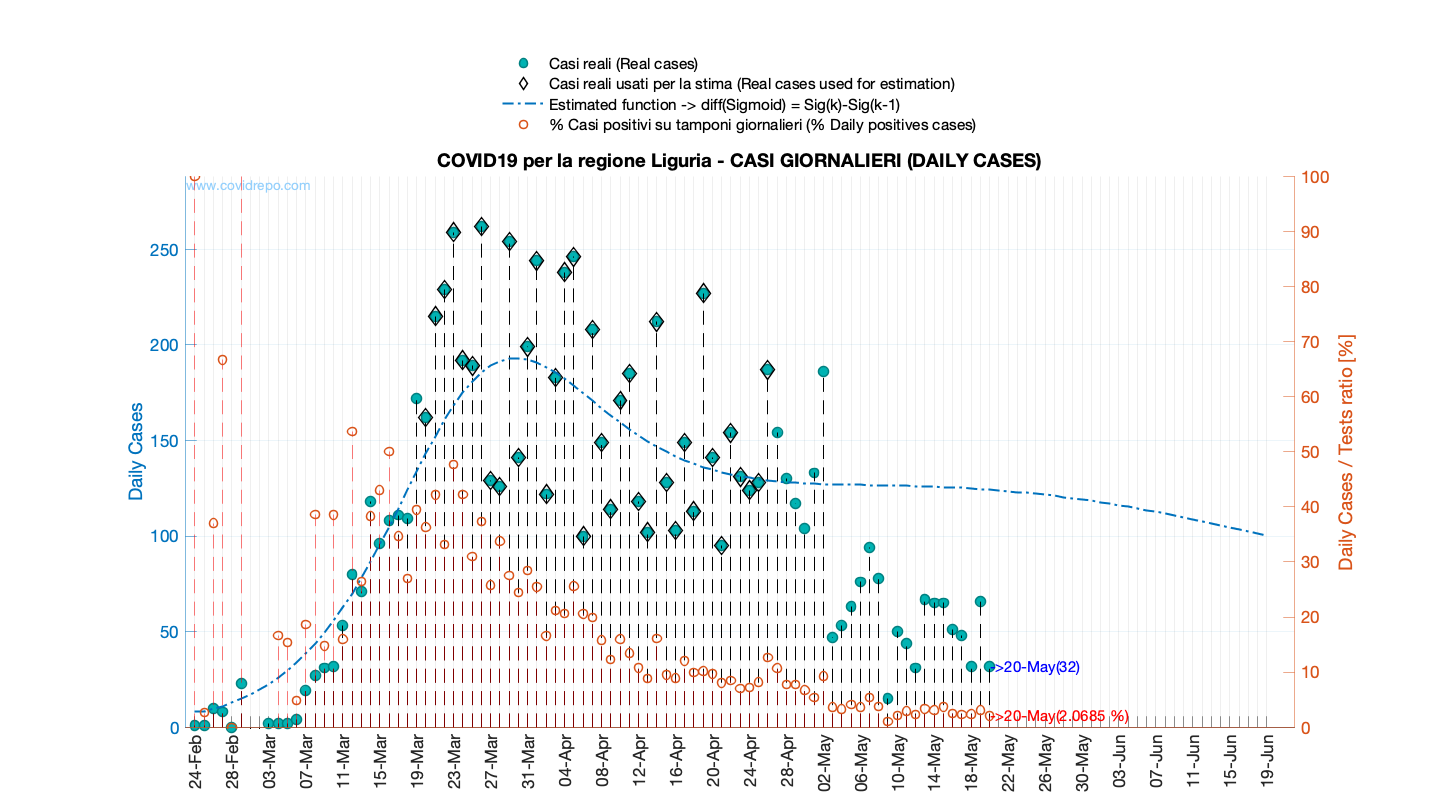 Casi reali (Real cases)
Casi reali usati per la stima (Real cases used for estimation)
Estimated function -> diff(Sigmoid) = Sig(k)-Sig(k-1)
% Casi positivi su tamponi giornalieri (% Daily positives cases)
COVID19 per la regione Liguria - CASI GIORNALIERI (DAILY CASES)
www.covidrepo.com
Daily Cases
250
200
150
100
50
0
100
90
80
70
60
50
40
30
20
10
0
Daily Cases / Tests ratio [%]
->20-May(32)
->20-May(2.0685 %)
24-Feb
28-Feb
03-Mar
07-Mar
11-Mar
15-Mar
19-Mar
23-Mar
27-Mar
31-Mar
04-Apr
08-Apr
12-Apr
16-Apr
20-Apr
24-Apr
28-Apr
02-May
06-May
10-May
14-May
18-May
22-May
26-May
30-May
03-Jun
07-Jun
11-Jun
15-Jun
19-Jun